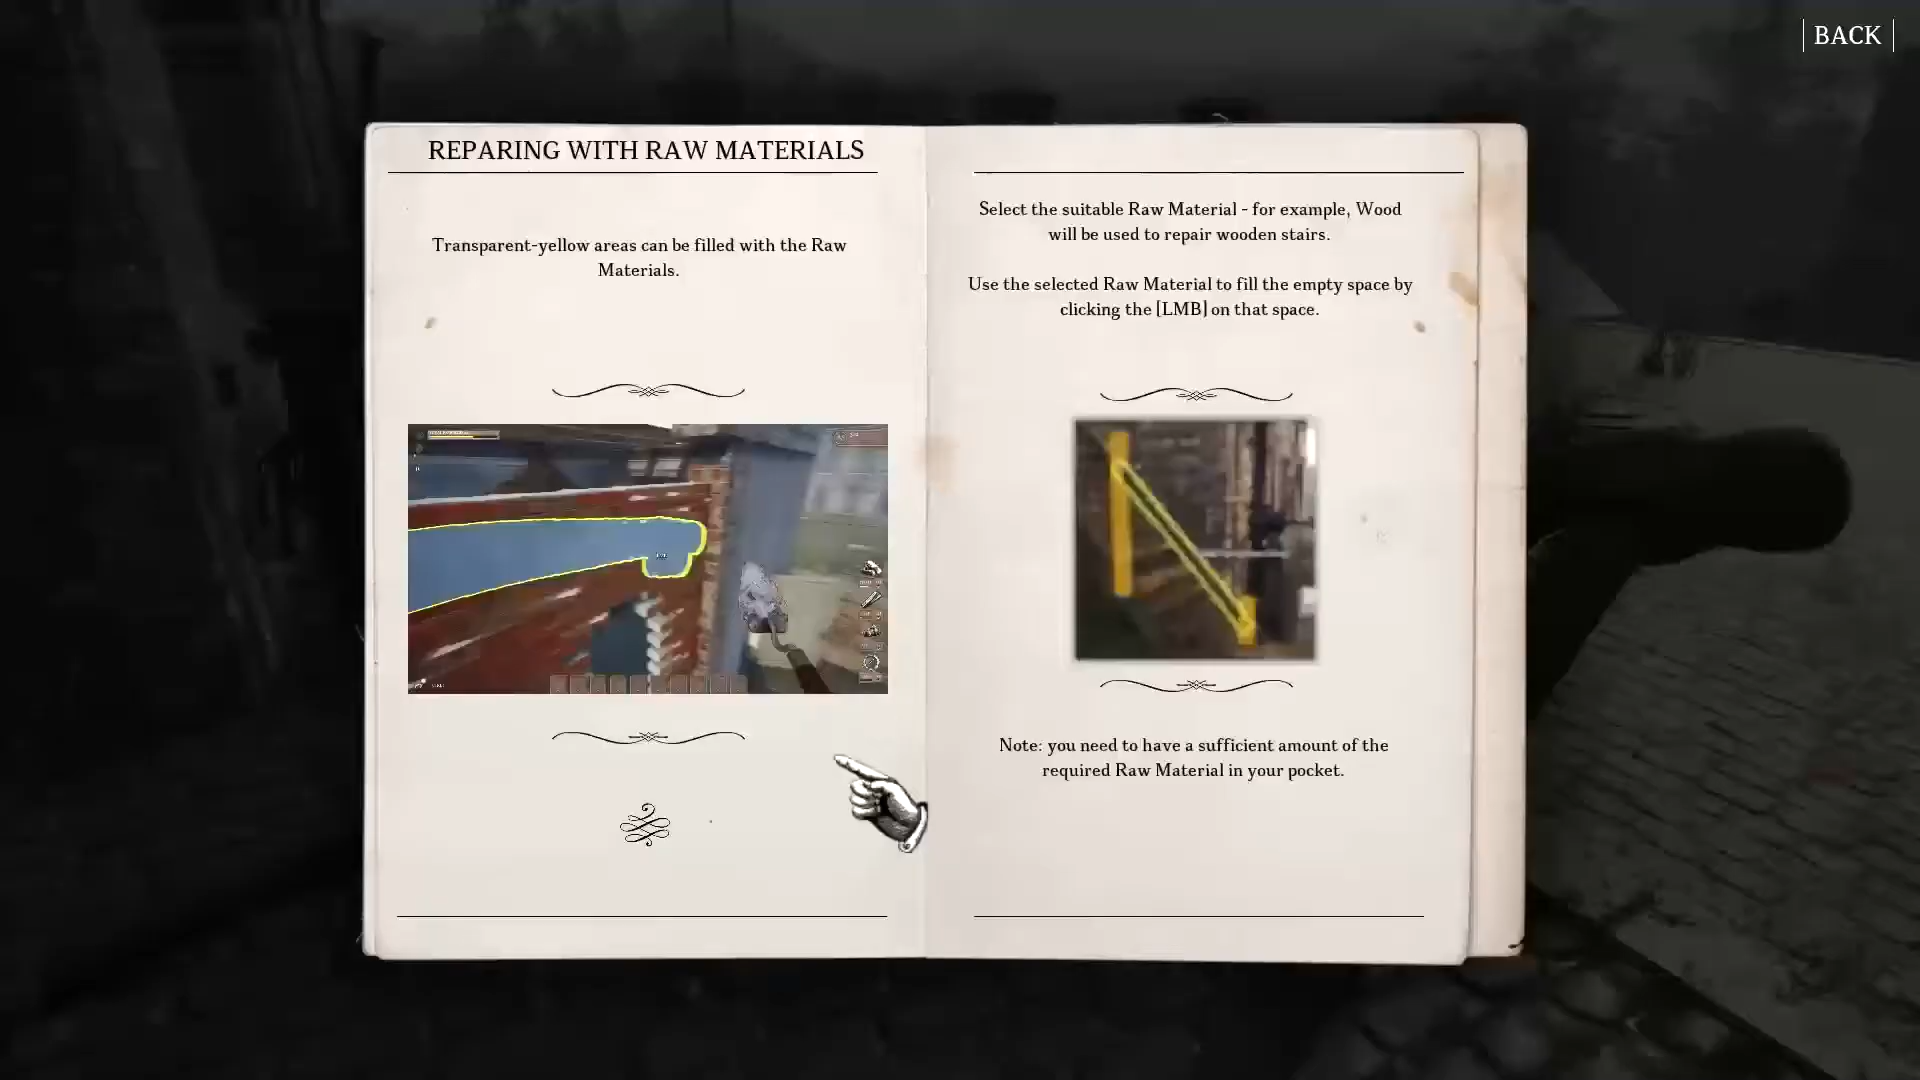 BACK
REPARING WITH RAW MATERIALS
Transparent-yellow areas can be filled with the Raw
Materials.
Select the suitable Raw Material - for example, Wood
will be used to repair wooden stairs.
Use the selected Raw Material to fill the empty space by
clicking the [LMB] on that space.
Note: you need to have a sufficient amount of the
required Raw Material in your pocket.